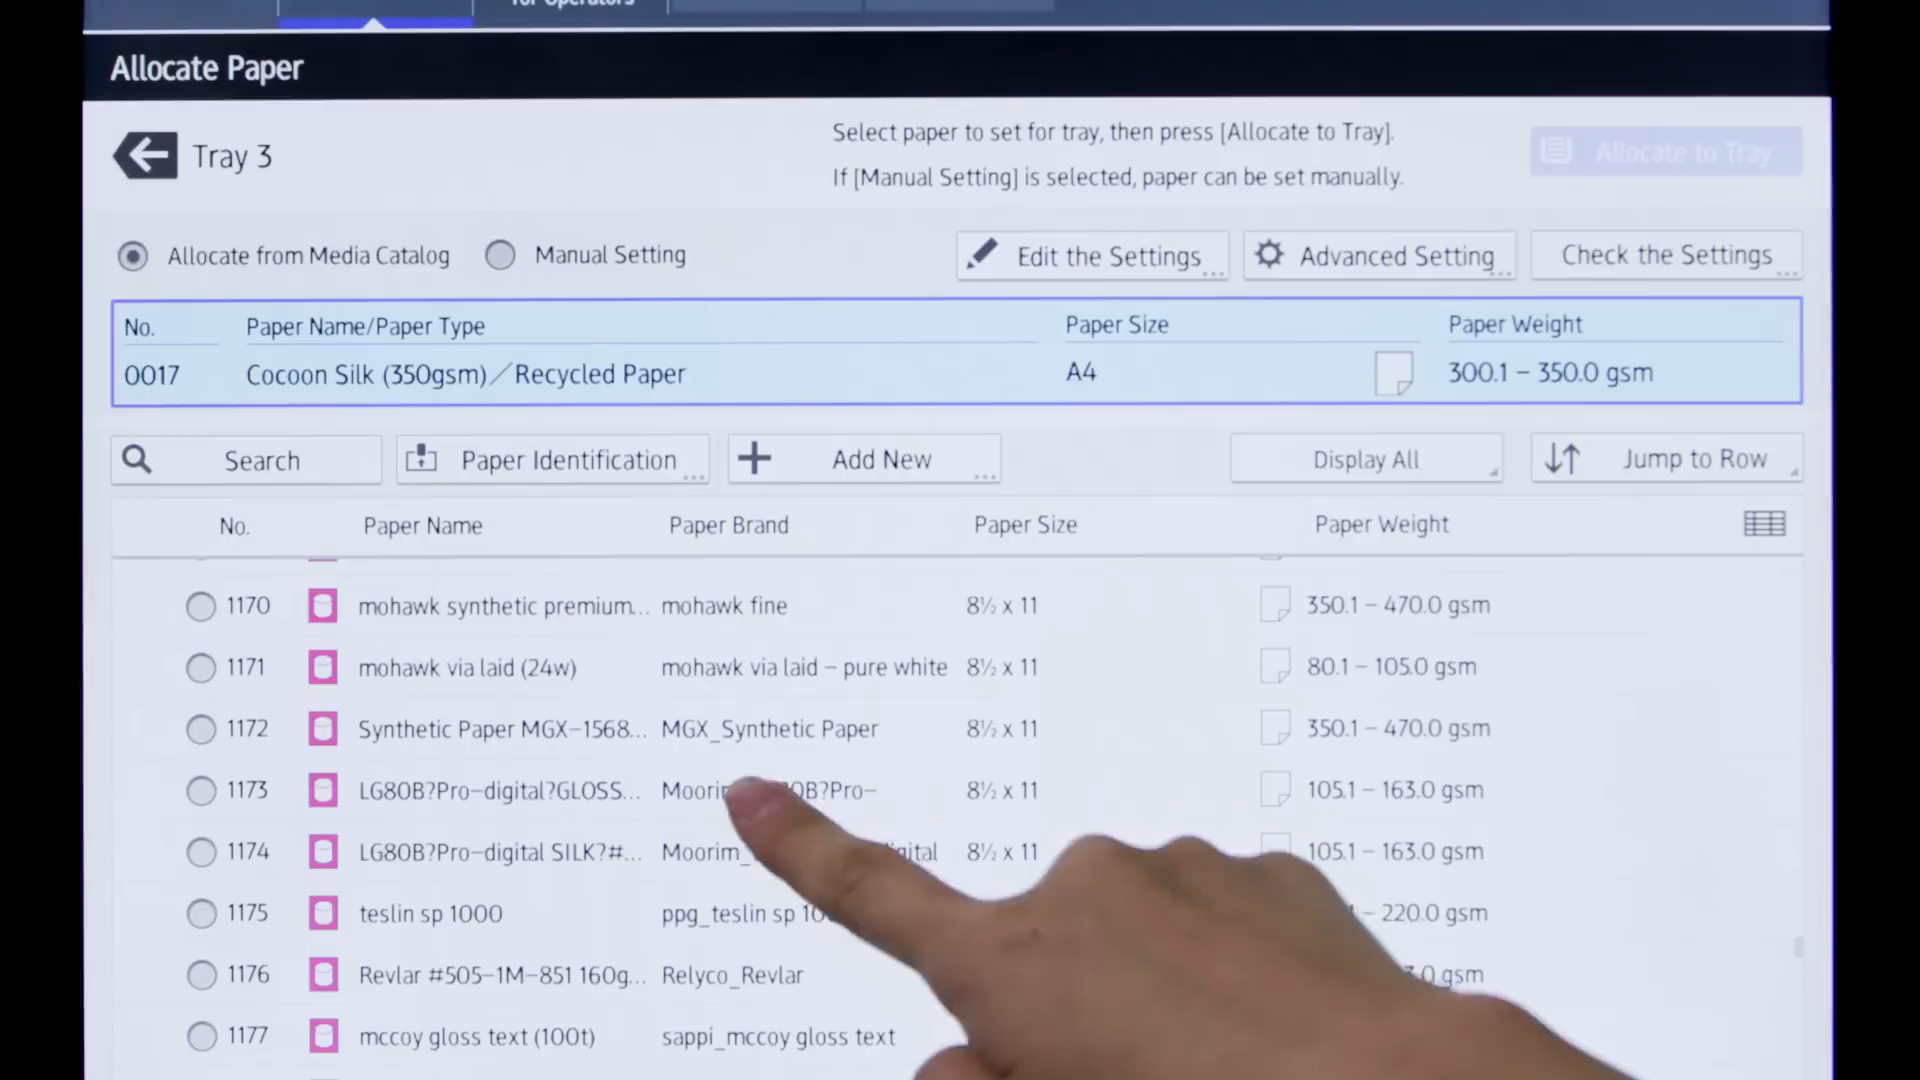 for Operators
Allocate Paper
Tray 3
Select paper to set for tray, then press [Allocate to Tray].
If [Manual Setting] is selected, paper can be set manually.
Allocate to Tray
Allocate from Media Catalog
Manual Setting
Edit the Settings
Advanced Setting
Check the Settings
No. Paper Name/Paper Type Paper Size Paper Weight
0017 Cocoon Silk (350gsm)/Recycled Paper A4 300.1 – 350.0 gsm
Search
Paper Identification
Add New
Display All
Jump to Row
No. Paper Name Paper Brand Paper Size Paper Weight
1170 mohawk synthetic premium... mohawk fine 8½ x 11 350.1 – 470.0 gsm
1171 mohawk via laid (24w) mohawk via laid – pure white 8½ x 11 80.1 – 105.0 gsm
1172 Synthetic Paper MGX-1568... MGX_Synthetic Paper 8½ x 11 350.1 – 470.0 gsm
1173 LG80B?Pro-digital?GLOSS... 8½ x 11 105.1 – 163.0 gsm
1174 LG80B?Pro-digital SILK?#... Moorim_ 8½ x 11 105.1 – 163.0 gsm
1175 teslin sp 1000 ppg_teslin sp – 220.0 gsm
1176 Revlar #505-1M-851 160g... Relyco_Revlar gsm
1177 mccoy gloss text (100t) sappi_mccoy gloss text